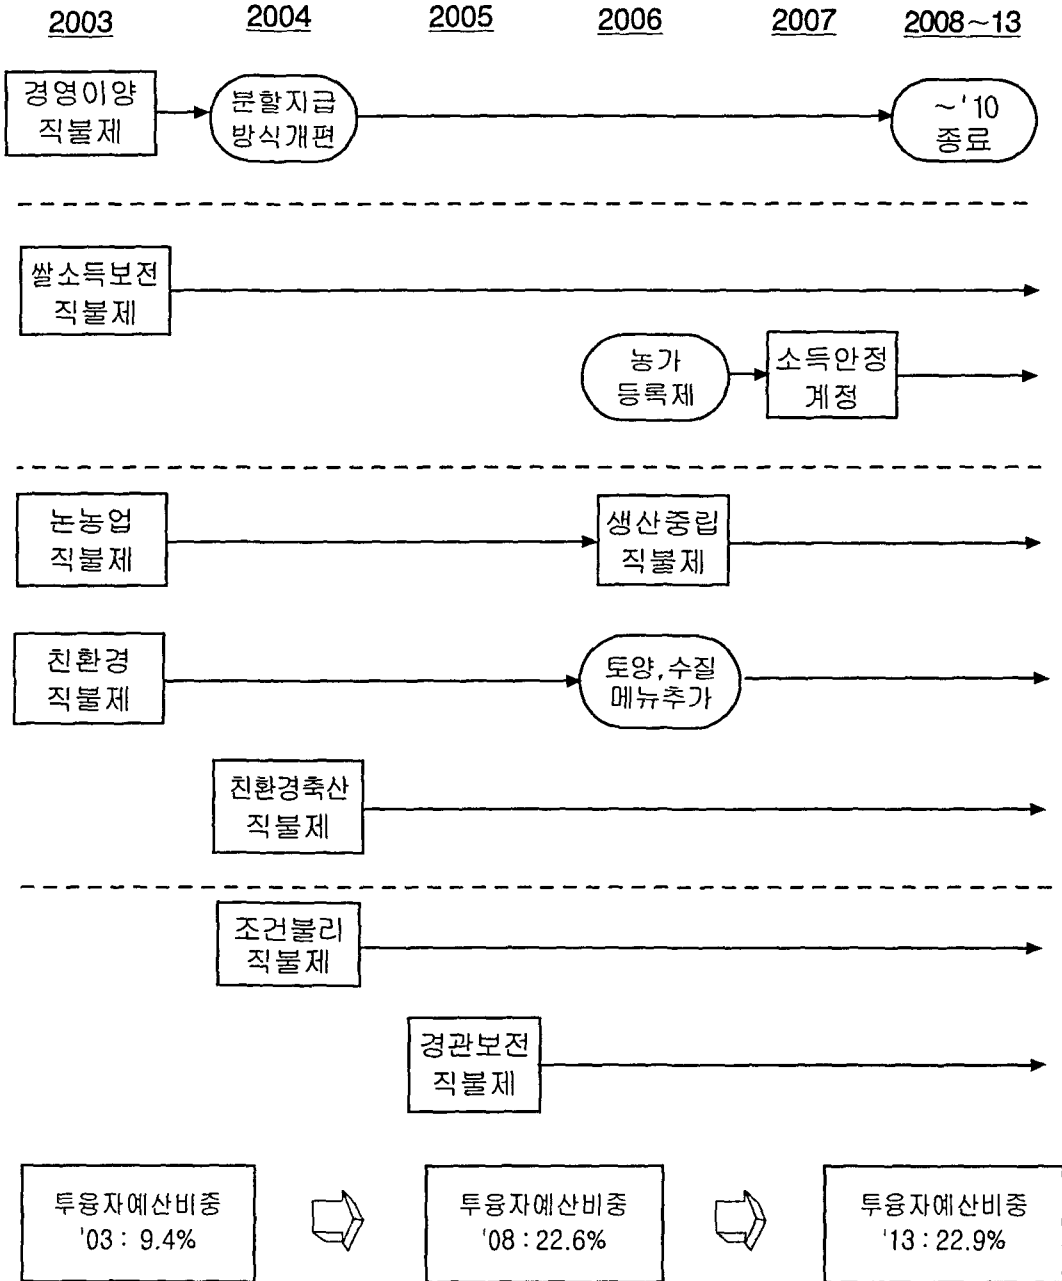 2003 2004 2005 2006 2007 2008~13
경영이양
직불제
분할지급
방식개편
~'10
종료
쌀소득보전
직불제
농가
등록제
소득안정
계정
논농업
직불제
생산중립
직불제
친환경
직불제
토양,수질
메뉴추가
친환경축산
직불제
조건불리
직불제
경관보전
직불제
투융자예산비중
'03 : 9.4%
투융자예산비중
'08 : 22.6%
투융자예산비중
'13 : 22.9%